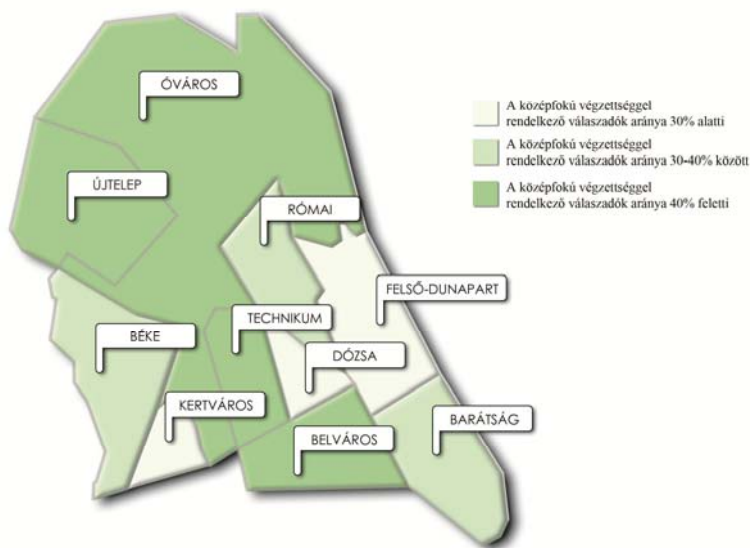 ÓVÁROS
A középfokú végzettséggel
rendelkező válaszadók aránya 30% alatti
A középfokú végzettséggel
rendelkező válaszadók aránya 30-40% között
A középfokú végzettséggel
rendelkező válaszadók aránya 40% feletti
ÚJTELEP
RÓMAI
FELSŐ-DUNAPART
TECHNIKUM
BÉKE
DÓZSA
KERTVÁROS
BARÁTSÁG
BELVÁROS